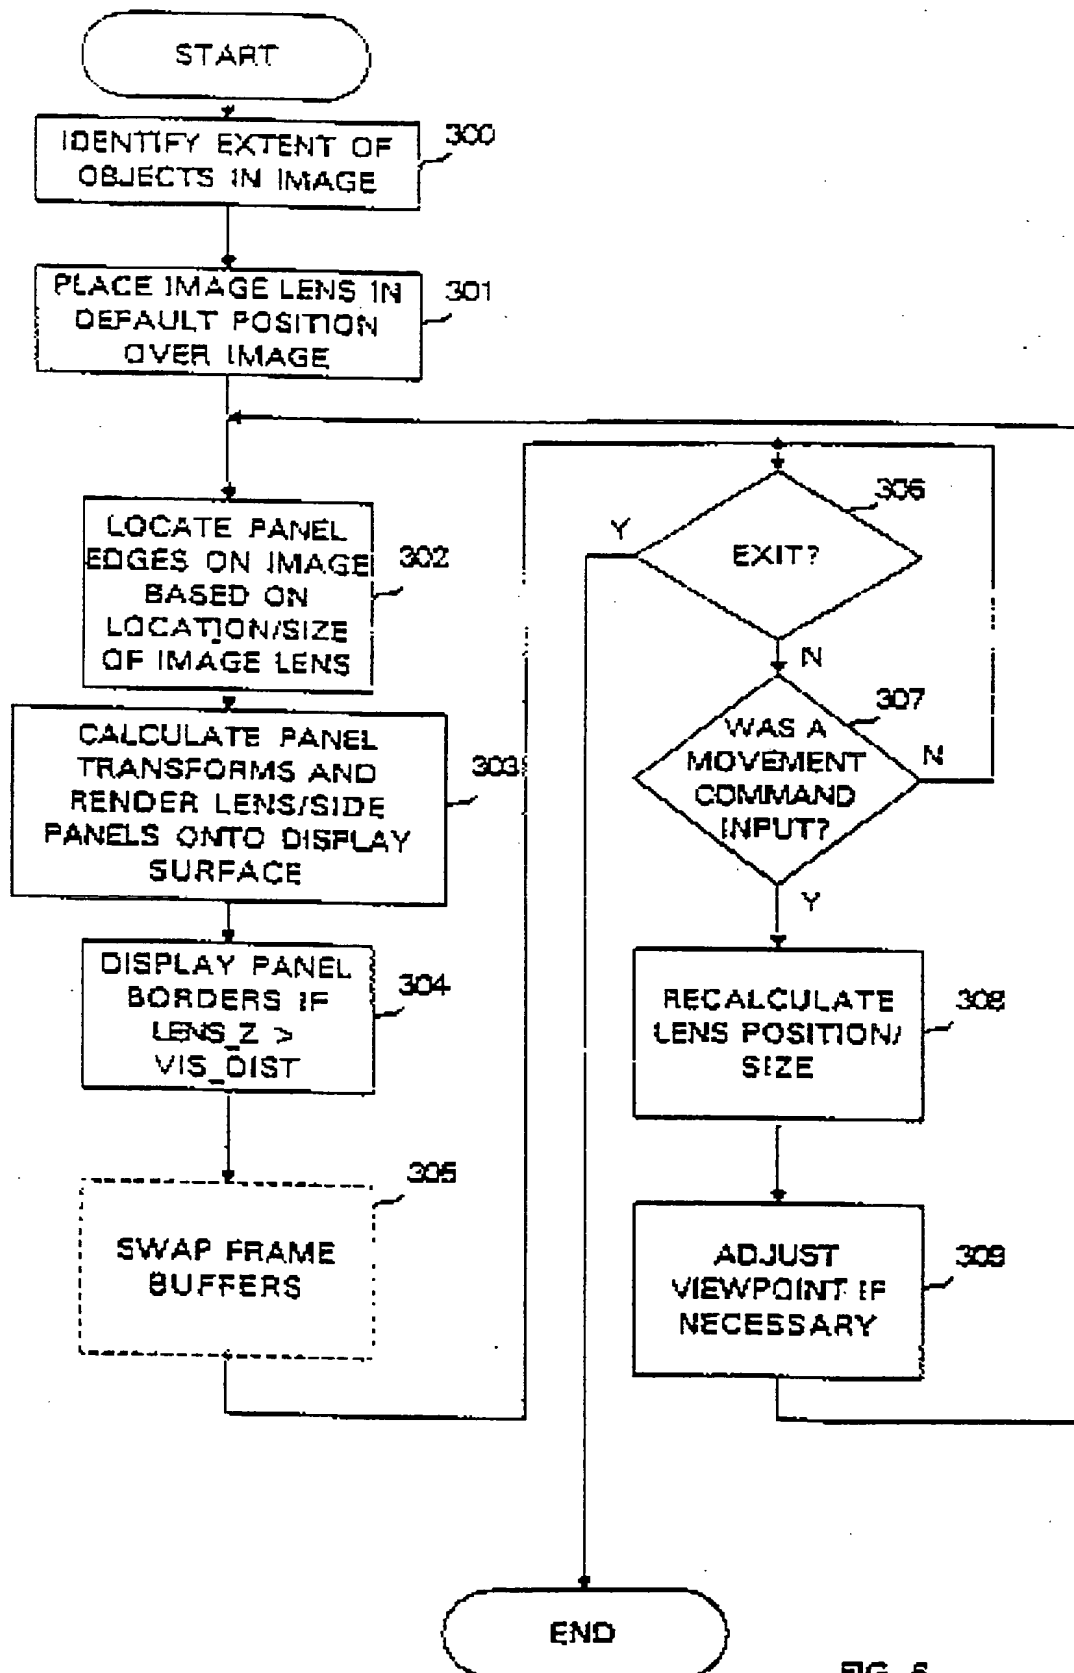 START
300
IDENTIFY EXTENT OF
OBJECTS IN IMAGE
301
PLACE IMAGE LENS IN
DEFAULT POSITION
OVER IMAGE
302
LOCATE PANEL
EDGES ON IMAGE
BASED ON
LOCATION/SIZE
OF IMAGE LENS
303
CALCULATE PANEL
TRANSFORMS AND
RENDER LENS/SIDE
PANELS ONTO DISPLAY
SURFACE
304
DISPLAY PANEL
BORDERS IF
LENS_Z >
VIS_DIST
305
SWAP FRAME
BUFFERS
306
Y
EXIT?
N
307
WAS A
MOVEMENT
COMMAND
INPUT?
N
Y
308
RECALCULATE
LENS POSITION/
SIZE
309
ADJUST
VIEWPOINT IF
NECESSARY
END